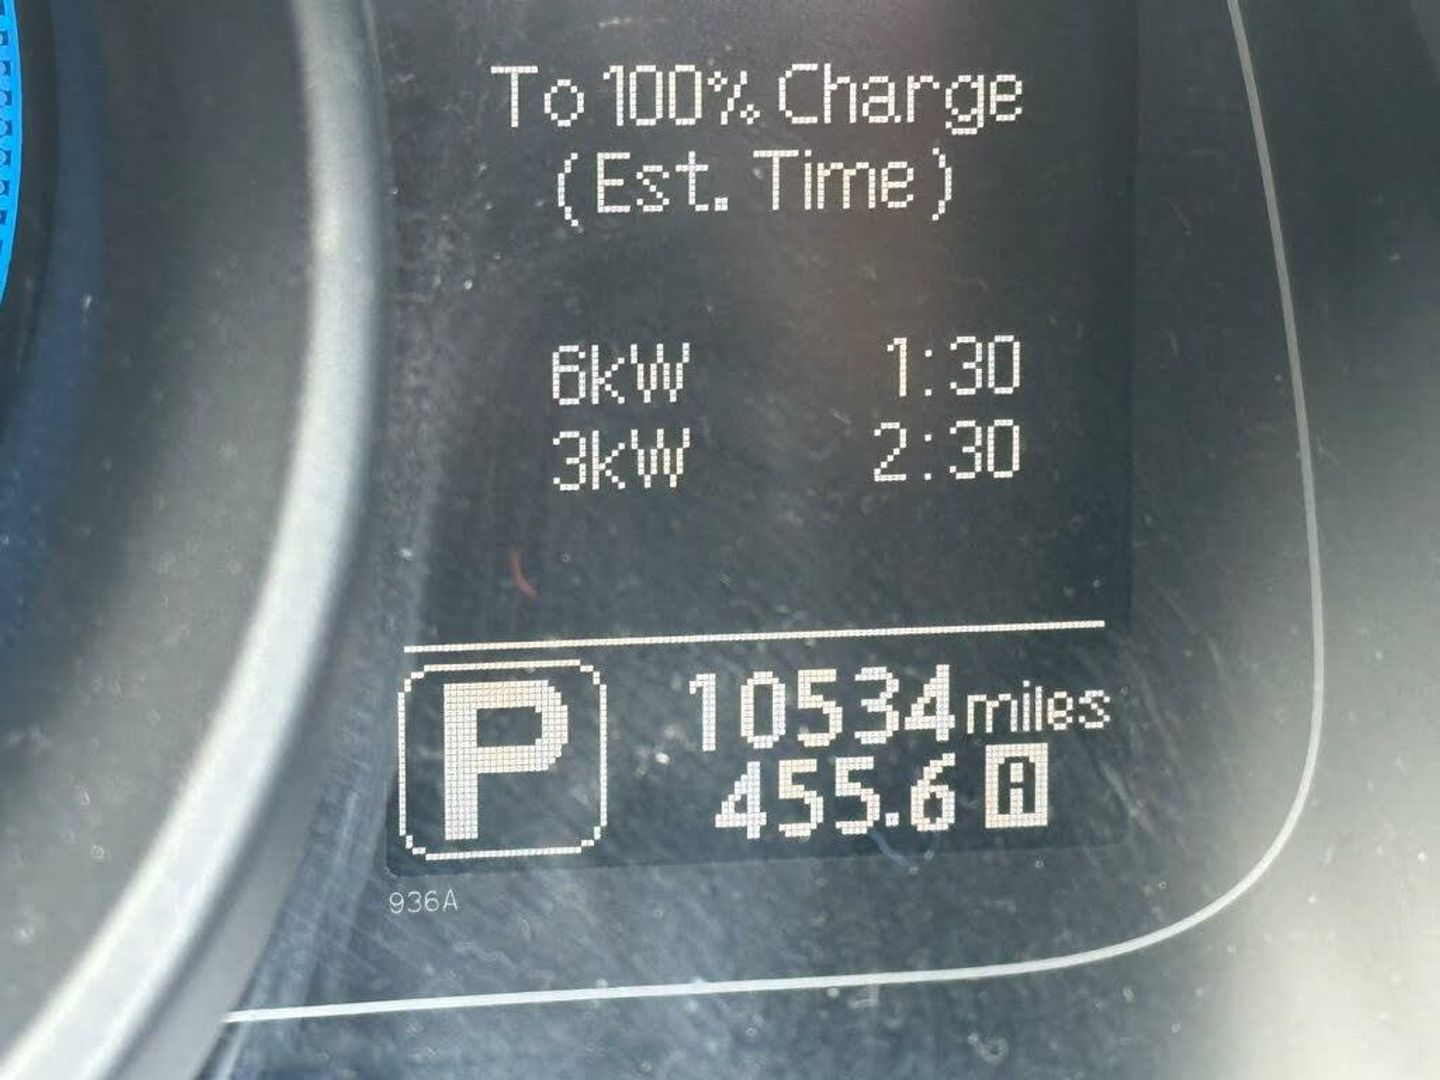 To 100% Charge
(Est. Time)
6kW 1:30
3kW 2:30
P 10534 miles
455.6 A
936A